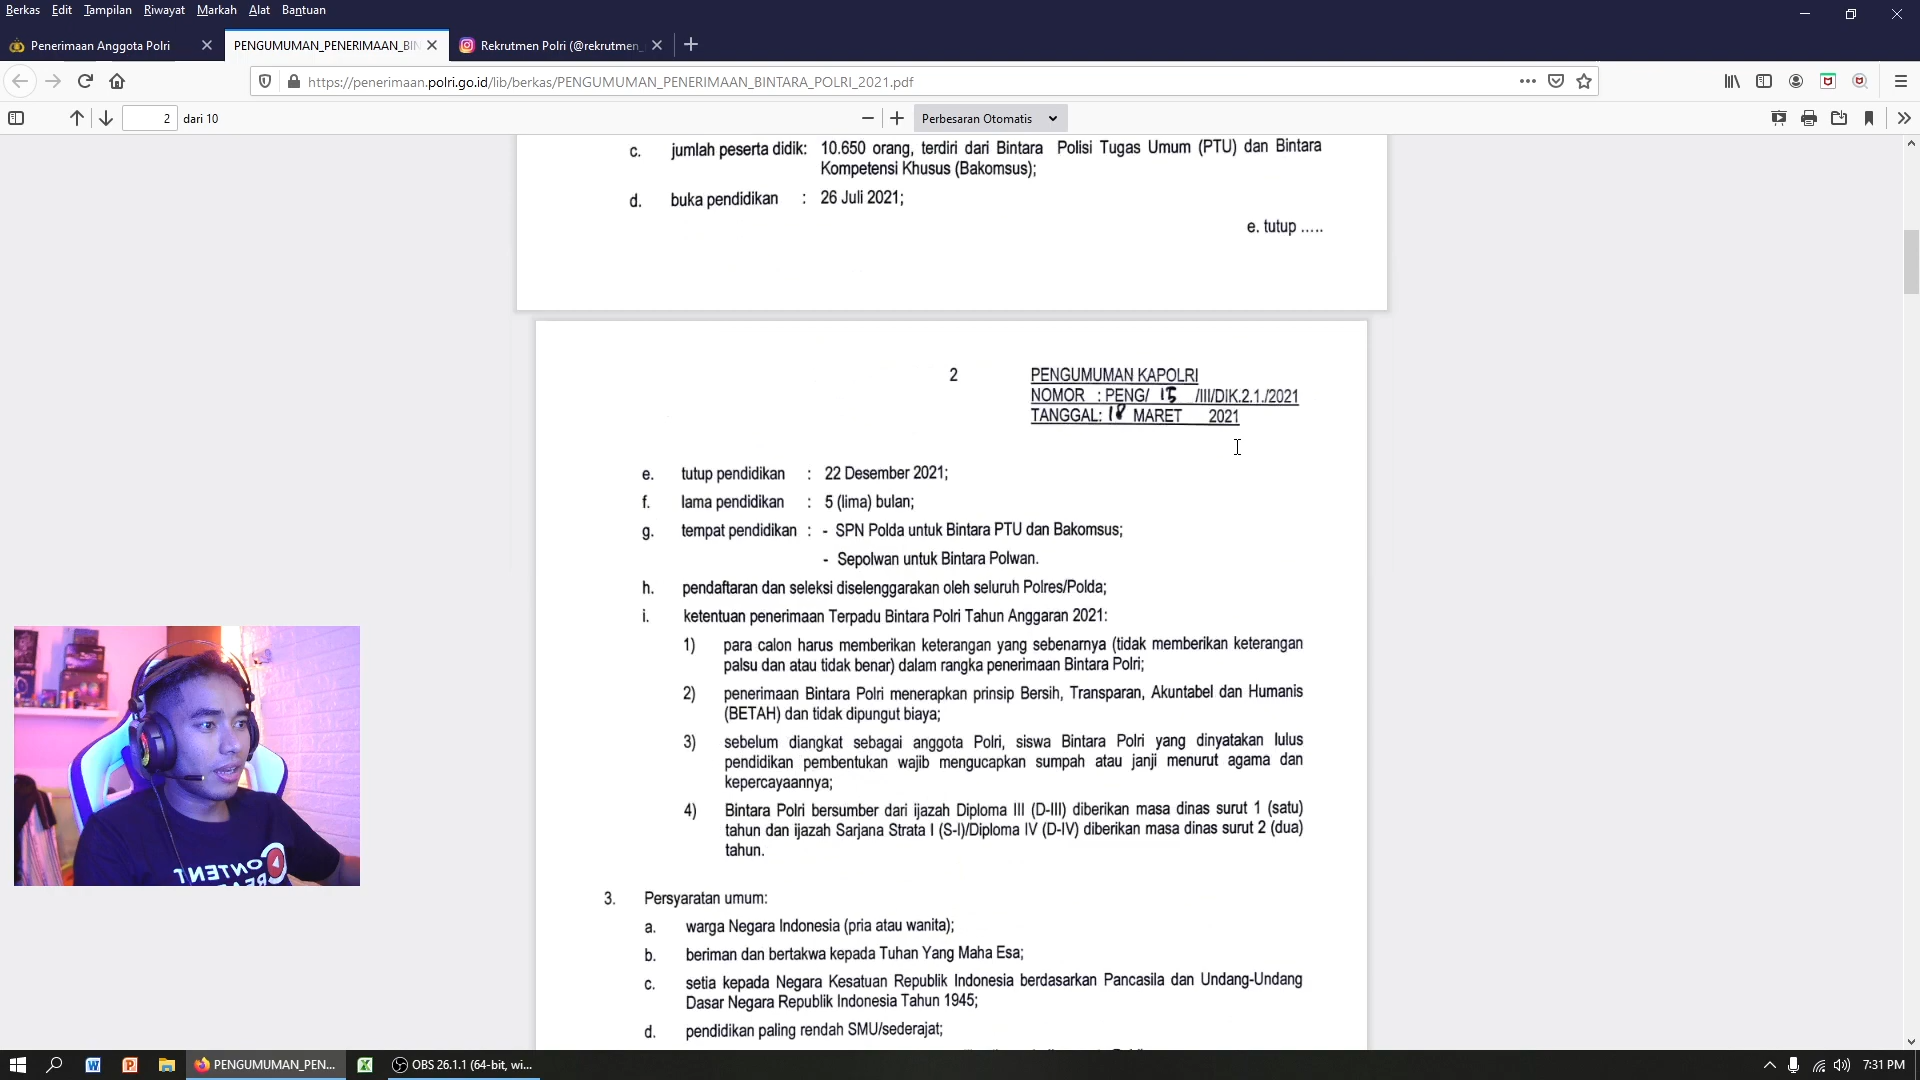 Berkas Edit Tampilan Riwayat Markah Alat Bantuan
Penerimaan Anggota Polri
PENGUMUMAN_PENERIMAAN_BIN
Rekrutmen Polri (@rekrutmen_
https://penerimaan.polri.go.id/lib/berkas/PENGUMUMAN_PENERIMAAN_BINTARA_POLRI_2021.pdf
2 dari 10
Perbesaran Otomatis
c. jumlah peserta didik: 10.650 orang, terdiri dari Bintara Polisi Tugas Umum (PTU) dan Bintara
Kompetensi Khusus (Bakomsus);
d. buka pendidikan : 26 Juli 2021;
e. tutup .....
2
PENGUMUMAN KAPOLRI
NOMOR : PENG/ 15 /III/DIK.2.1./2021
TANGGAL: 18 MARET 2021
e. tutup pendidikan : 22 Desember 2021;
f. lama pendidikan : 5 (lima) bulan;
g. tempat pendidikan : - SPN Polda untuk Bintara PTU dan Bakomsus;
- Sepolwan untuk Bintara Polwan.
h. pendaftaran dan seleksi diselenggarakan oleh seluruh Polres/Polda;
i. ketentuan penerimaan Terpadu Bintara Polri Tahun Anggaran 2021:
1) para calon harus memberikan keterangan yang sebenarnya (tidak memberikan keterangan
palsu dan atau tidak benar) dalam rangka penerimaan Bintara Polri;
2) penerimaan Bintara Polri menerapkan prinsip Bersih, Transparan, Akuntabel dan Humanis
(BETAH) dan tidak dipungut biaya;
3) sebelum diangkat sebagai anggota Polri, siswa Bintara Polri yang dinyatakan lulus
pendidikan pembentukan wajib mengucapkan sumpah atau janji menurut agama dan
kepercayaannya;
4) Bintara Polri bersumber dari ijazah Diploma III (D-III) diberikan masa dinas surut 1 (satu)
tahun dan ijazah Sarjana Strata I (S-I)/Diploma IV (D-IV) diberikan masa dinas surut 2 (dua)
tahun.
3. Persyaratan umum:
a. warga Negara Indonesia (pria atau wanita);
b. beriman dan bertakwa kepada Tuhan Yang Maha Esa;
c. setia kepada Negara Kesatuan Republik Indonesia berdasarkan Pancasila dan Undang-Undang
Dasar Negara Republik Indonesia Tahun 1945;
d. pendidikan paling rendah SMU/sederajat;
CONTENT
PENGUMUMAN_PEN...
OBS 26.1.1 (64-bit, wi...
7:31 PM